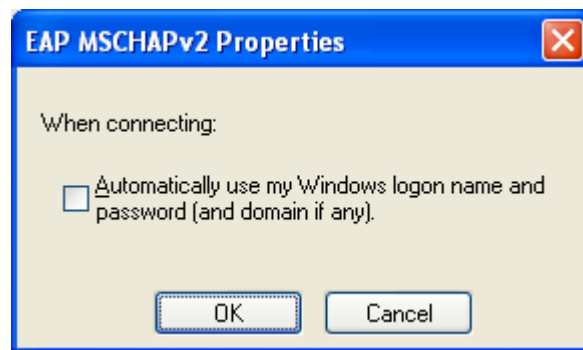 EAP MSCHAPv2 Properties
When connecting:
Automatically use my Windows logon name and
password (and domain if any).
OK
Cancel